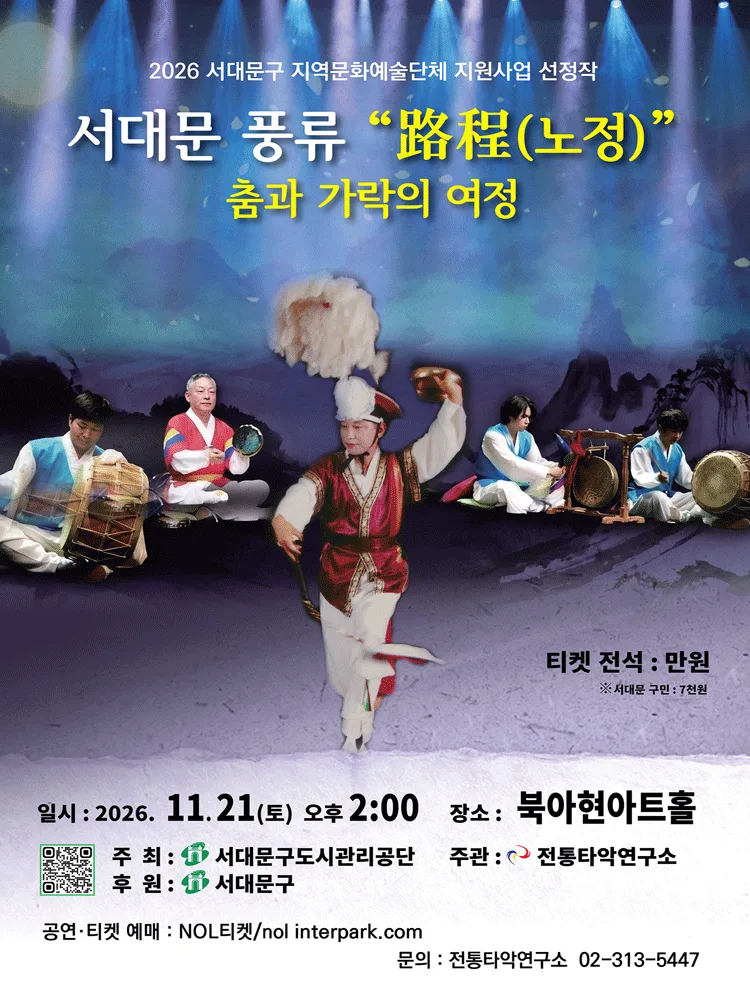 2026 서대문구 지역문화예술단체 지원사업 선정작
서대문 풍류 “路程(노정)”
춤과 가락의 여정
티켓 전석 : 만원
※ 서대문 구민 : 7천원
일시 : 2026. 11. 21(토) 오후 2:00 장소 : 북아현아트홀
주 최 : 서대문구도시관리공단 주관 : 전통타악연구소
후 원 : 서대문구
공연·티켓 예매 : NOL티켓/nol interpark.com
문의 : 전통타악연구소 02-313-5447